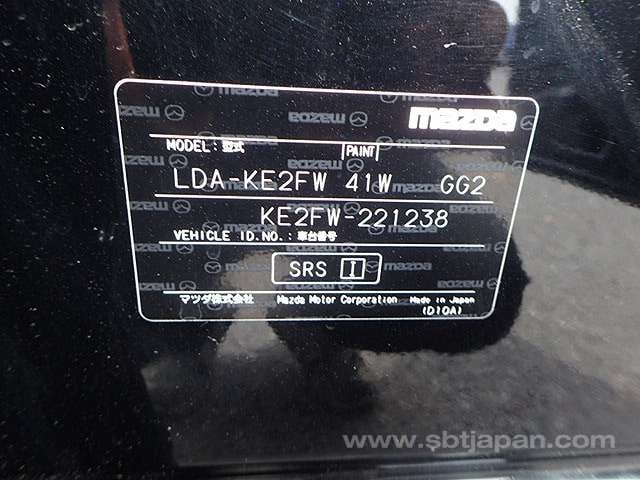 mazda
MODEL: 型式 PAINT
LDA-KE2FW 41W GG2
KE2FW-221238
VEHICLE ID.NO.: 車台番号
SRS I
マツダ株式会社 Mazda Motor Corporation Made in Japan
(D10A)
www.sbtjapan.com